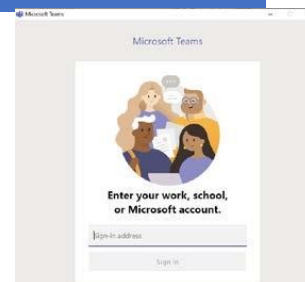 Microsoft Teams
Microsoft Teams
Enter your work, school,
or Microsoft account.
Sign-in address
Sign in